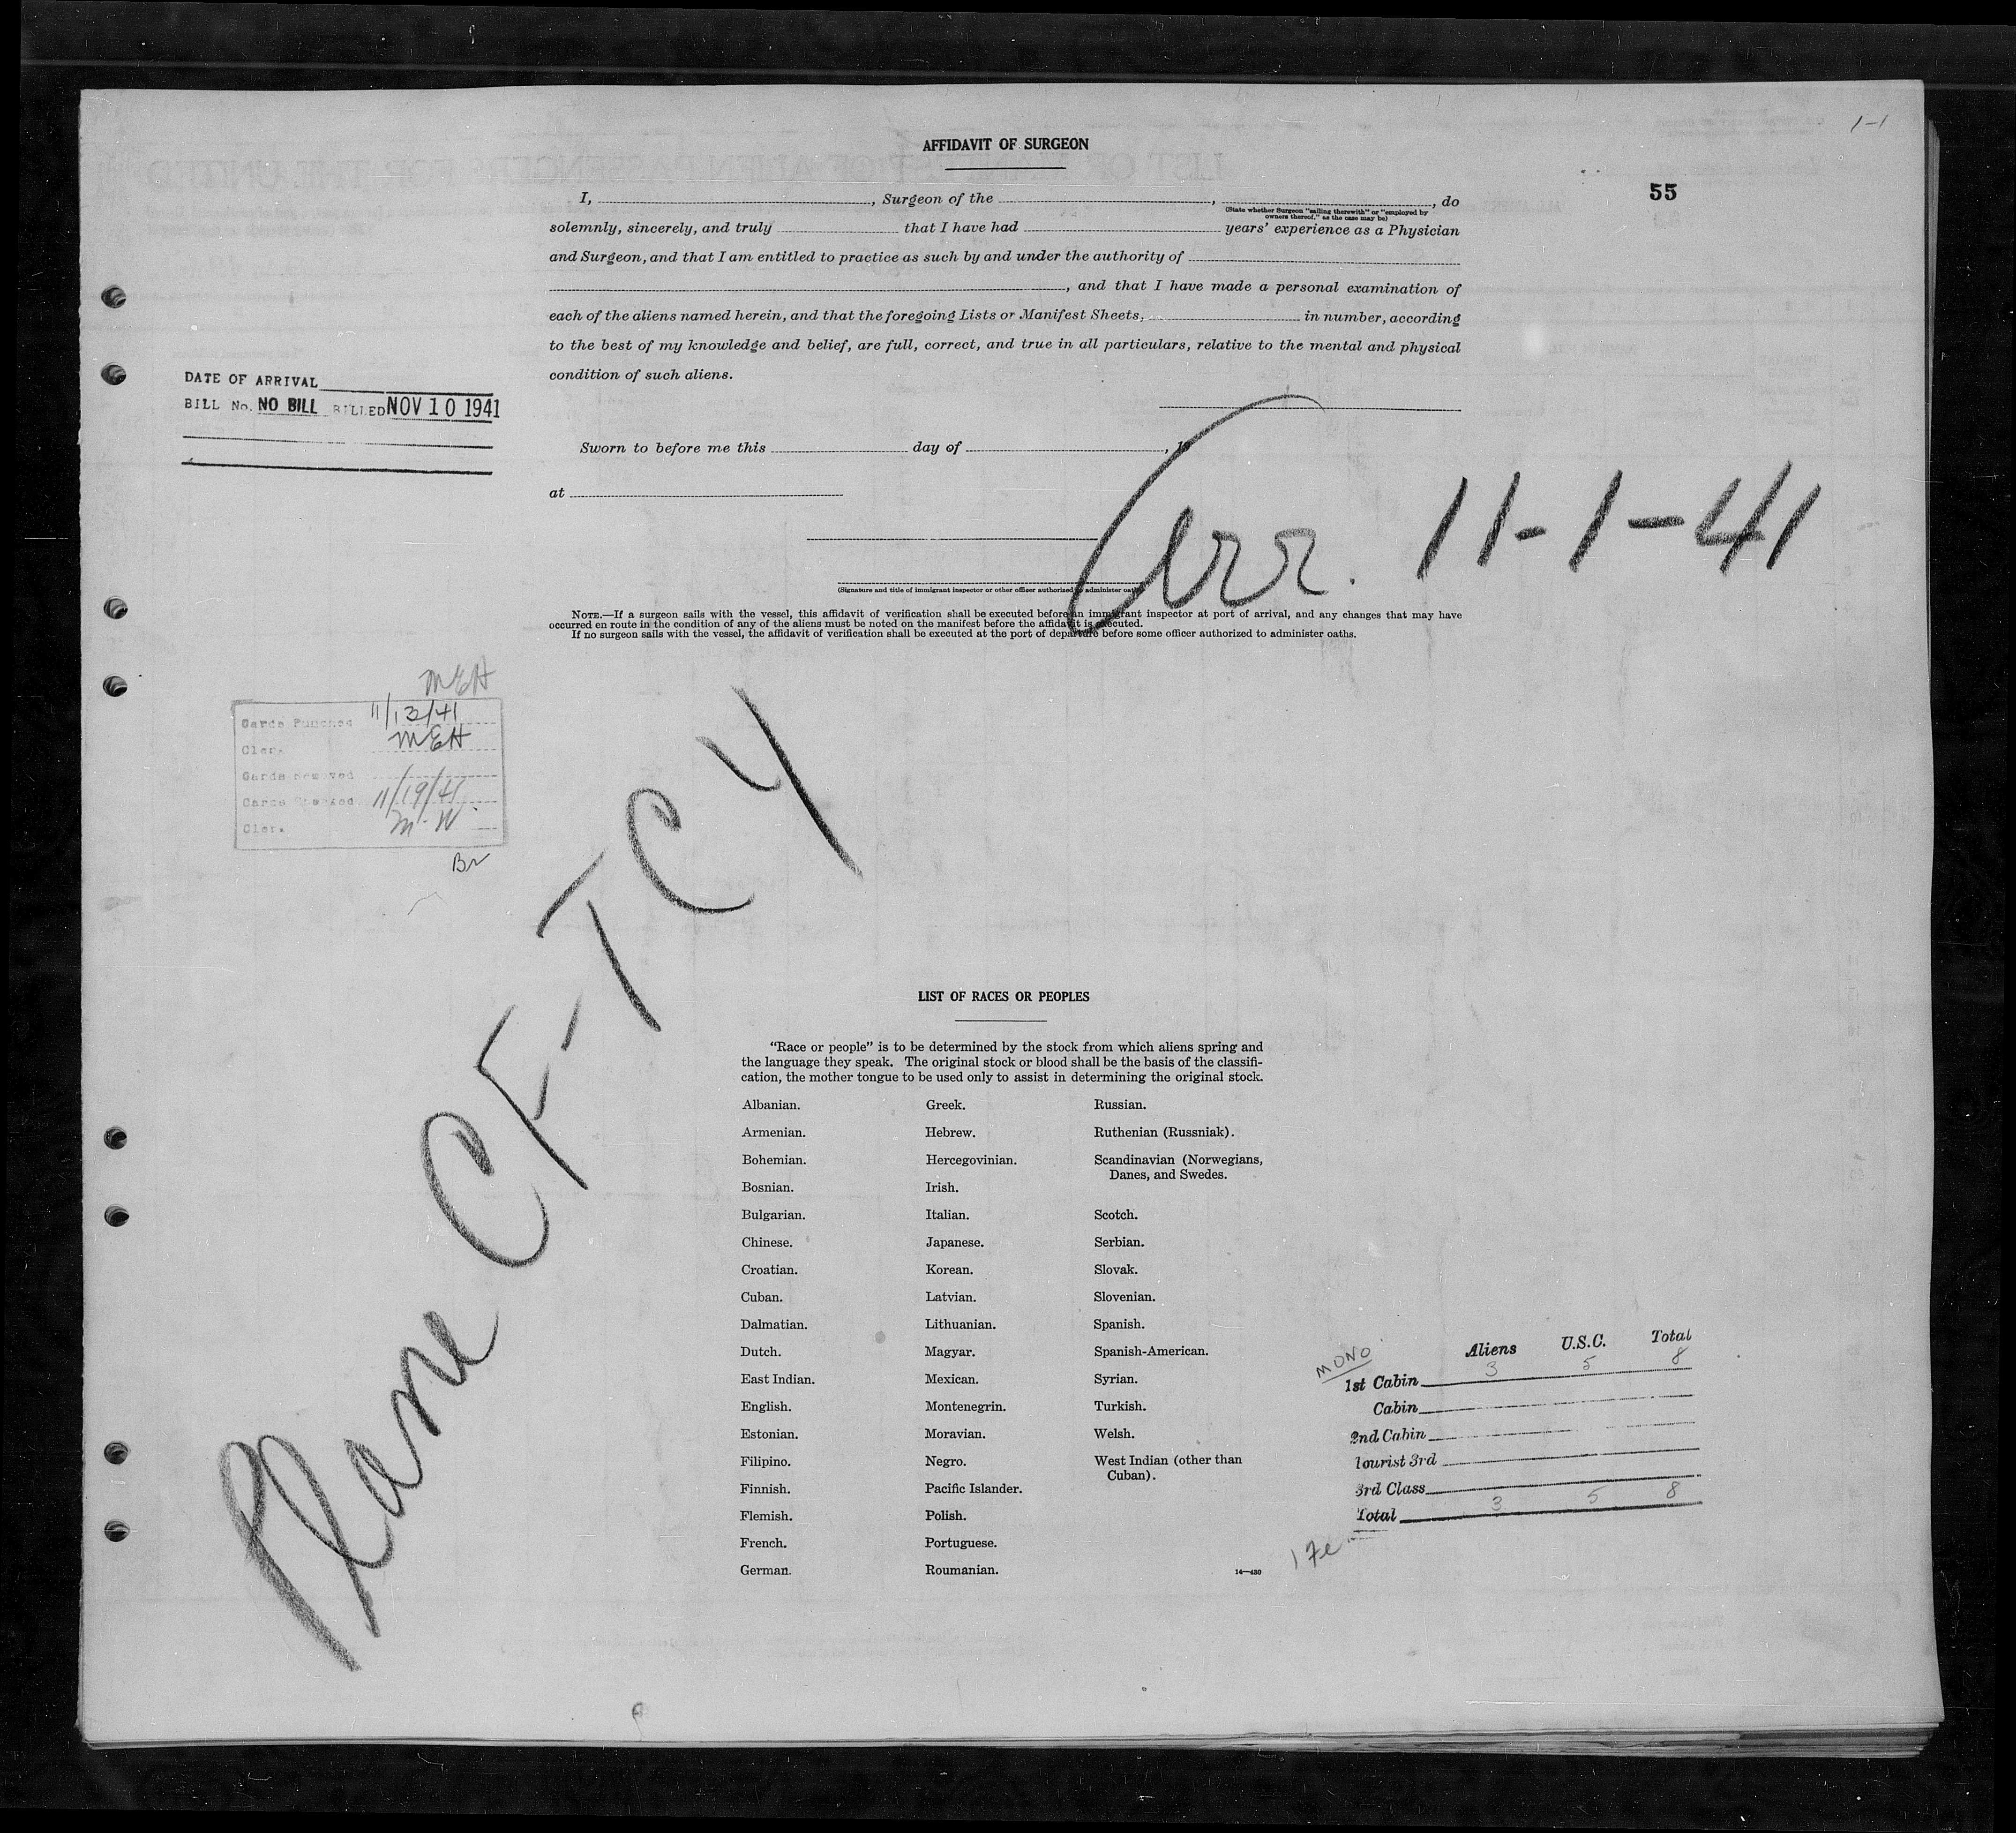 1-1
AFFIDAVIT OF SURGEON
55
I, , Surgeon of the , , do
(State whether Surgeon "sailing therewith" or "employed by
owners thereof," as the case may be)
solemnly, sincerely, and truly that I have had years' experience as a Physician
and Surgeon, and that I am entitled to practice as such by and under the authority of
, and that I have made a personal examination of
each of the aliens named herein, and that the foregoing Lists or Manifest Sheets, in number, according
to the best of my knowledge and belief, are full, correct, and true in all particulars, relative to the mental and physical
condition of such aliens.
DATE OF ARRIVAL
BILL No. NO BILL BILLED NOV 10 1941
Sworn to before me this day of , 19
at
Arr. 11-1-41
(Signature and title of immigrant inspector or other officer authorized to administer oaths)
NOTE.—If a surgeon sails with the vessel, this affidavit of verification shall be executed before an immigrant inspector at port of arrival, and any changes that may have
occurred en route in the condition of any of the aliens must be noted on the manifest before the affidavit is executed.
If no surgeon sails with the vessel, the affidavit of verification shall be executed at the port of departure before some officer authorized to administer oaths.
MEH
Cards Punched 11/13/41
Clerk MEH
Cards removed
Cards Checked 11/19/41
Clerk M.W.
Br
Plane CF-TCY
LIST OF RACES OR PEOPLES
"Race or people" is to be determined by the stock from which aliens spring and
the language they speak. The original stock or blood shall be the basis of the classifi-
cation, the mother tongue to be used only to assist in determining the original stock.
Albanian. Greek. Russian.
Armenian. Hebrew. Ruthenian (Russniak).
Bohemian. Hercegovinian. Scandinavian (Norwegians,
Danes, and Swedes.
Bosnian. Irish.
Bulgarian. Italian. Scotch.
Chinese. Japanese. Serbian.
Croatian. Korean. Slovak.
Cuban. Latvian. Slovenian.
Dalmatian. Lithuanian. Spanish.
Dutch. Magyar. Spanish-American.
East Indian. Mexican. Syrian.
English. Montenegrin. Turkish.
Estonian. Moravian. Welsh.
Filipino. Negro. West Indian (other than
Cuban).
Finnish. Pacific Islander.
Flemish. Polish.
French. Portuguese.
German. Roumanian.
14—430
MONO
Aliens U.S.C. Total
1st Cabin 3 5 8
Cabin
2nd Cabin
Tourist 3rd
3rd Class
Total 3 5 8